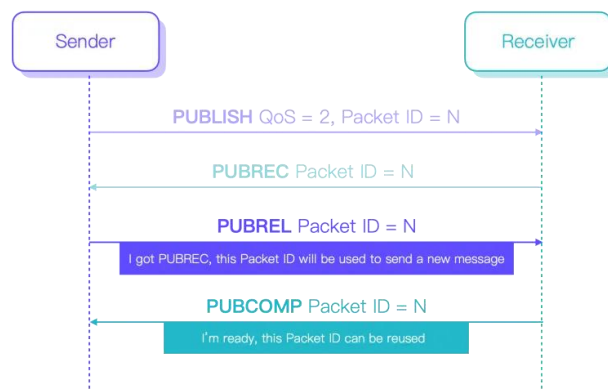 Sender
Receiver
PUBLISH QoS = 2, Packet ID = N
PUBREC Packet ID = N
PUBREL Packet ID = N
I got PUBREC, this Packet ID will be used to send a new message
PUBCOMP Packet ID = N
I'm ready, this Packet ID can be reused